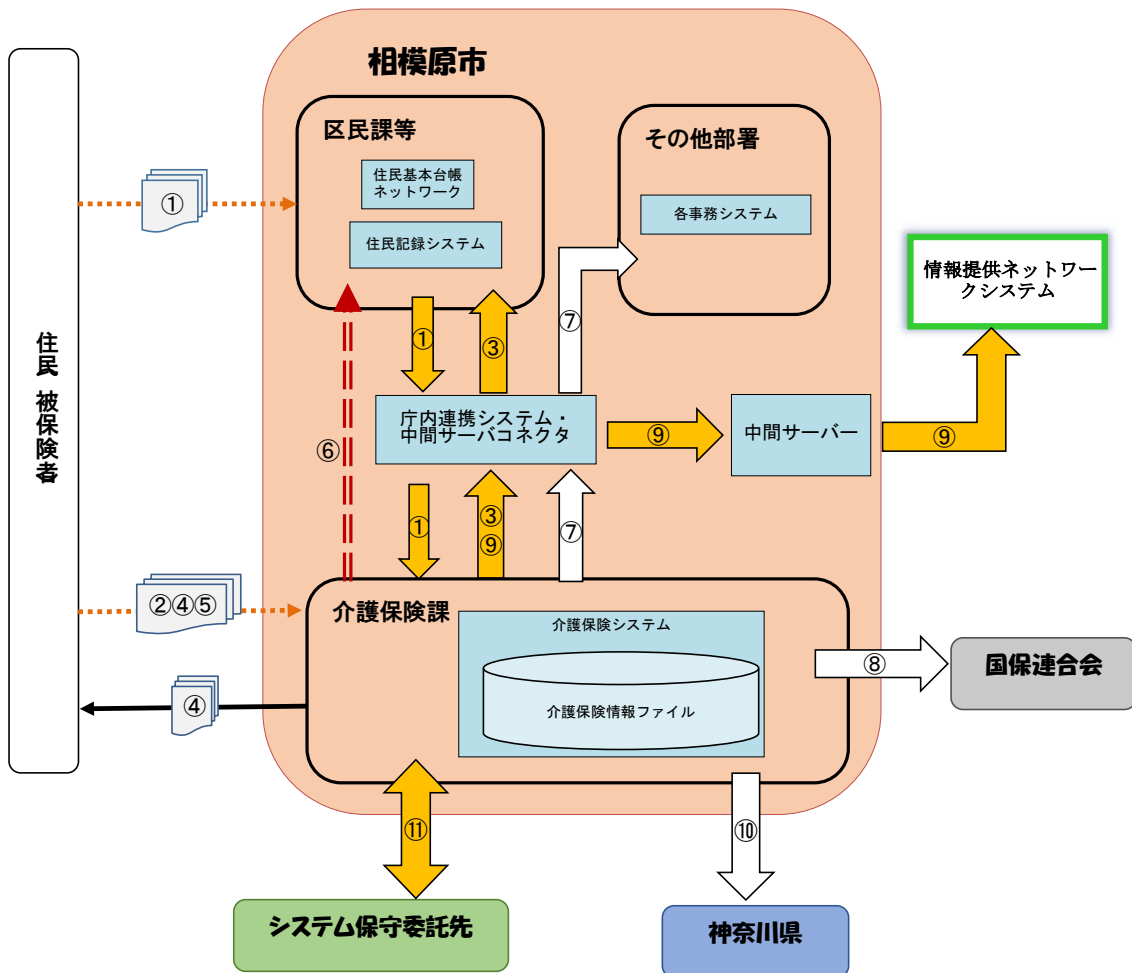 相模原市
区民課等
住民基本台帳
ネットワーク
住民記録システム
その他部署
各事務システム
情報提供ネットワー
クシステム
①
住民 被保険者
①
③
⑦
庁内連携システム・
中間サーバコネクタ
⑨
中間サーバー
⑨
⑥
①
③
⑨
⑦
②④⑤
介護保険課
介護保険システム
介護保険情報ファイル
⑧
国保連合会
④
⑪
⑩
システム保守委託先
神奈川県